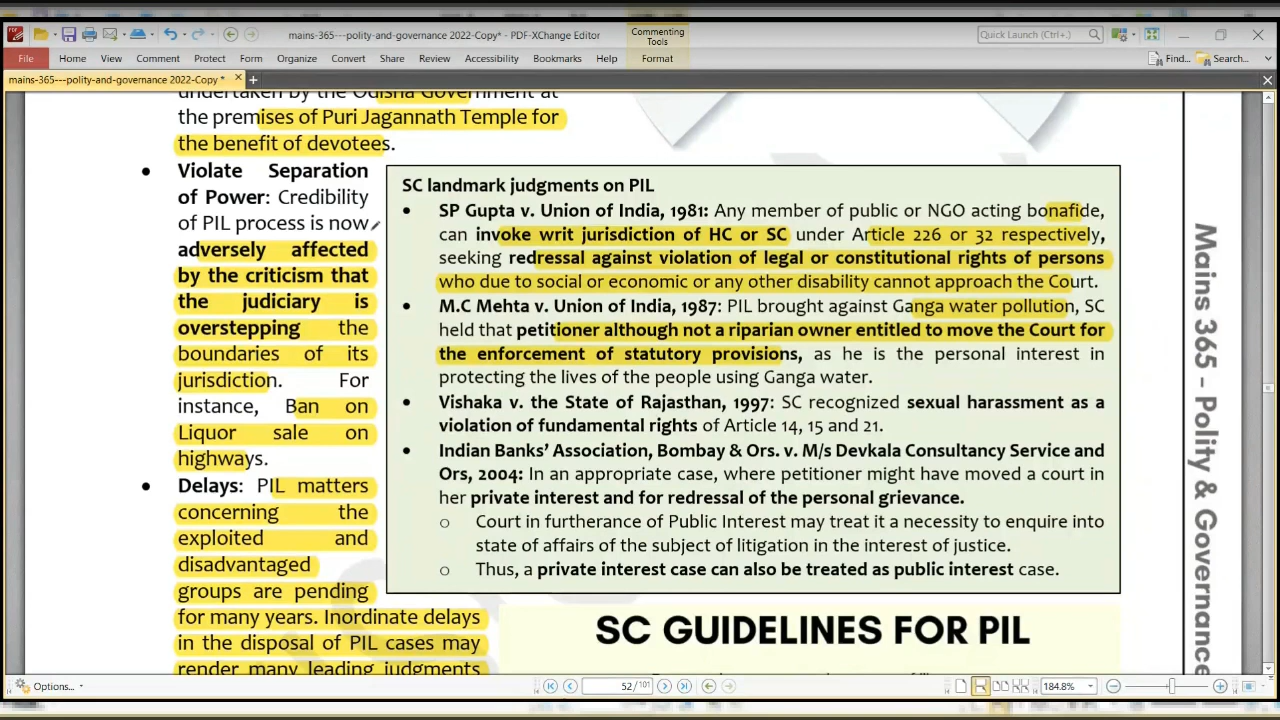 Commenting
Tools
mains-365---polity-and-governance 2022-Copy* - PDF-XChange Editor
Quick Launch (Ctrl+.)
File Home View Comment Protect Form Organize Convert Share Review Accessibility Bookmarks Help Format
Find... Search...
mains-365---polity-and-governance 2022-Copy *
undertaken by the Odisha Government at
the premises of Puri Jagannath Temple for
the benefit of devotees.
• Violate Separation
of Power: Credibility
of PIL process is now
adversely affected
by the criticism that
the judiciary is
overstepping the
boundaries of its
jurisdiction. For
instance, Ban on
Liquor sale on
highways.
• Delays: PIL matters
concerning the
exploited and
disadvantaged
groups are pending
for many years. Inordinate delays
in the disposal of PIL cases may
render many leading judgments
SC landmark judgments on PIL
• SP Gupta v. Union of India, 1981: Any member of public or NGO acting bonafide,
can invoke writ jurisdiction of HC or SC under Article 226 or 32 respectively,
seeking redressal against violation of legal or constitutional rights of persons
who due to social or economic or any other disability cannot approach the Court.
• M.C Mehta v. Union of India, 1987: PIL brought against Ganga water pollution, SC
held that petitioner although not a riparian owner entitled to move the Court for
the enforcement of statutory provisions, as he is the personal interest in
protecting the lives of the people using Ganga water.
• Vishaka v. the State of Rajasthan, 1997: SC recognized sexual harassment as a
violation of fundamental rights of Article 14, 15 and 21.
• Indian Banks' Association, Bombay & Ors. v. M/s Devkala Consultancy Service and
Ors, 2004: In an appropriate case, where petitioner might have moved a court in
her private interest and for redressal of the personal grievance.
o Court in furtherance of Public Interest may treat it a necessity to enquire into
state of affairs of the subject of litigation in the interest of justice.
o Thus, a private interest case can also be treated as public interest case.
SC GUIDELINES FOR PIL
Mains 365 - Polity & Governance
Options...
52 /101
184.8%